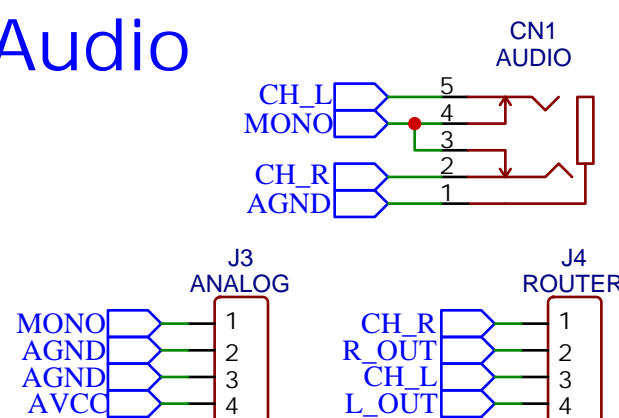 Audio
CN1
AUDIO
CH_L 5
MONO 4
3
CH_R 2
AGND 1
J3
ANALOG
MONO 1
AGND 2
AGND 3
AVCC 4
J4
ROUTER
CH_R 1
R_OUT 2
CH_L 3
L_OUT 4